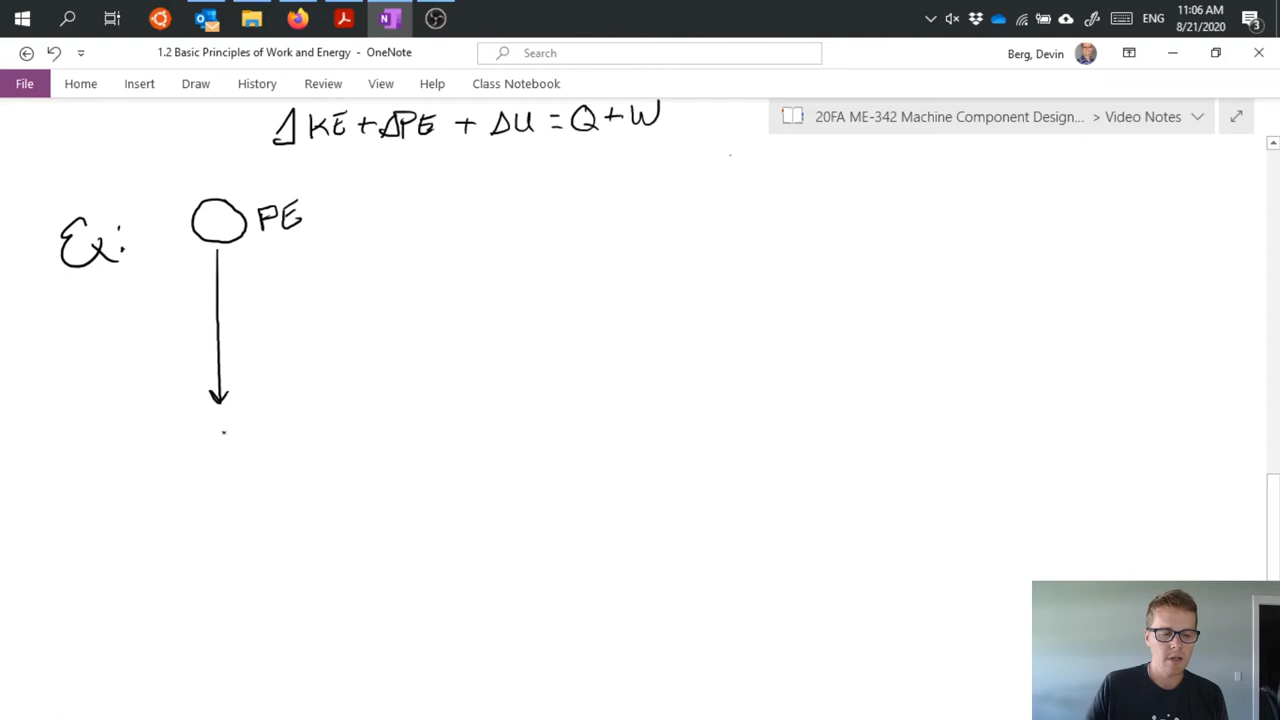 11:06 AM
ENG
8/21/2020
3
1.2 Basic Principles of Work and Energy - OneNote
Search
Berg, Devin
File Home Insert Draw History Review View Help Class Notebook
ΔKE + ΔPE + ΔU = Q + W
20FA ME-342 Machine Component Design... > Video Notes
Ex:
PE